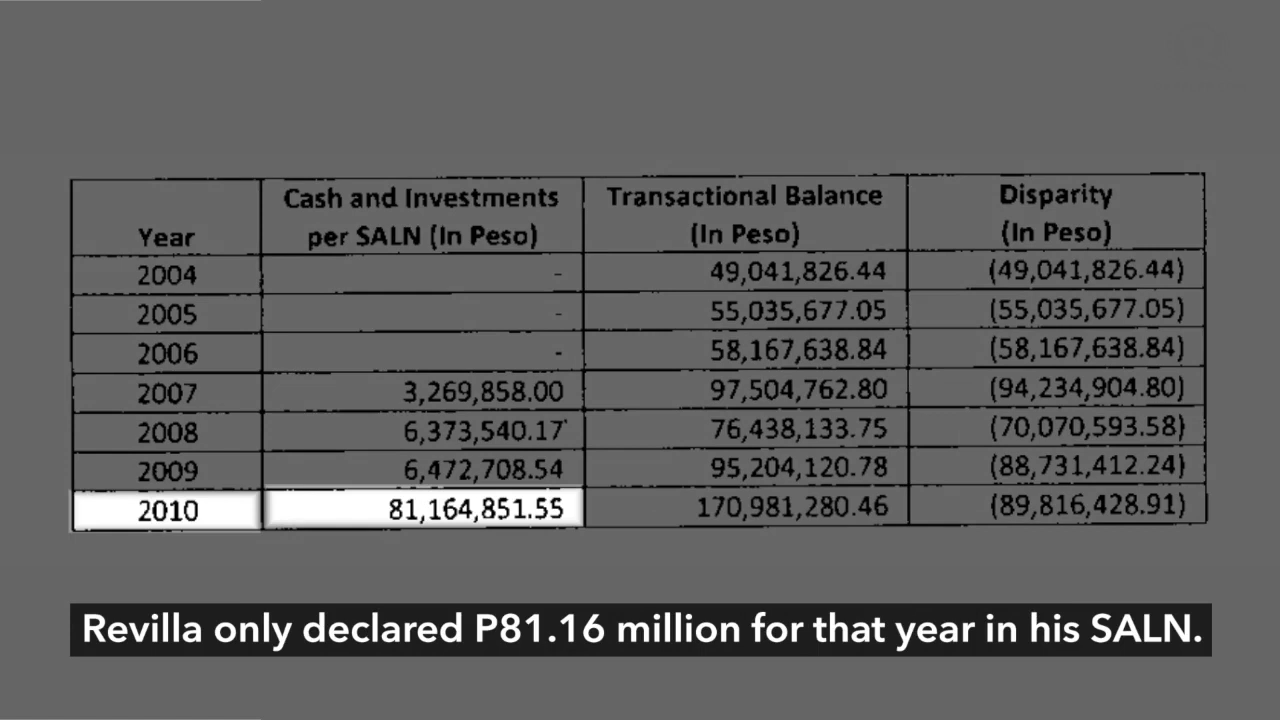 Year | Cash and Investments per SALN (In Peso) | Transactional Balance (In Peso) | Disparity (In Peso)
2004 | - | 49,041,826.44 | (49,041,826.44)
2005 | - | 55,035,677.05 | (55,035,677.05)
2006 | - | 58,167,638.84 | (58,167,638.84)
2007 | 3,269,858.00 | 97,504,762.80 | (94,234,904.80)
2008 | 6,373,540.17 | 76,438,133.75 | (70,070,593.58)
2009 | 6,472,708.54 | 95,204,120.78 | (88,731,412.24)
2010 | 81,164,851.55 | 170,981,280.46 | (89,816,428.91)
Revilla only declared P81.16 million for that year in his SALN.